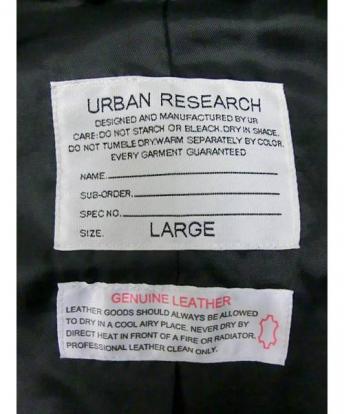 URBAN RESEARCH
DESIGNED AND MANUFACTURED BY UR
CARE: DO NOT STARCH OR BLEACH. DRY IN SHADE.
DO NOT TUMBLE DRY.WARM SEPARATELY BY COLOR.
EVERY GARMENT GUARANTEED
NAME.
SUB-ORDER.
SPEC NO.
SIZE. LARGE
GENUINE LEATHER
LEATHER GOODS SHOULD ALWAYS BE ALLOWED
TO DRY IN A COOL AIRY PLACE. NEVER DRY BY
DIRECT HEAT IN FRONT OF A FIRE OR RADIATOR.
PROFESSIONAL LEATHER CLEAN ONLY.